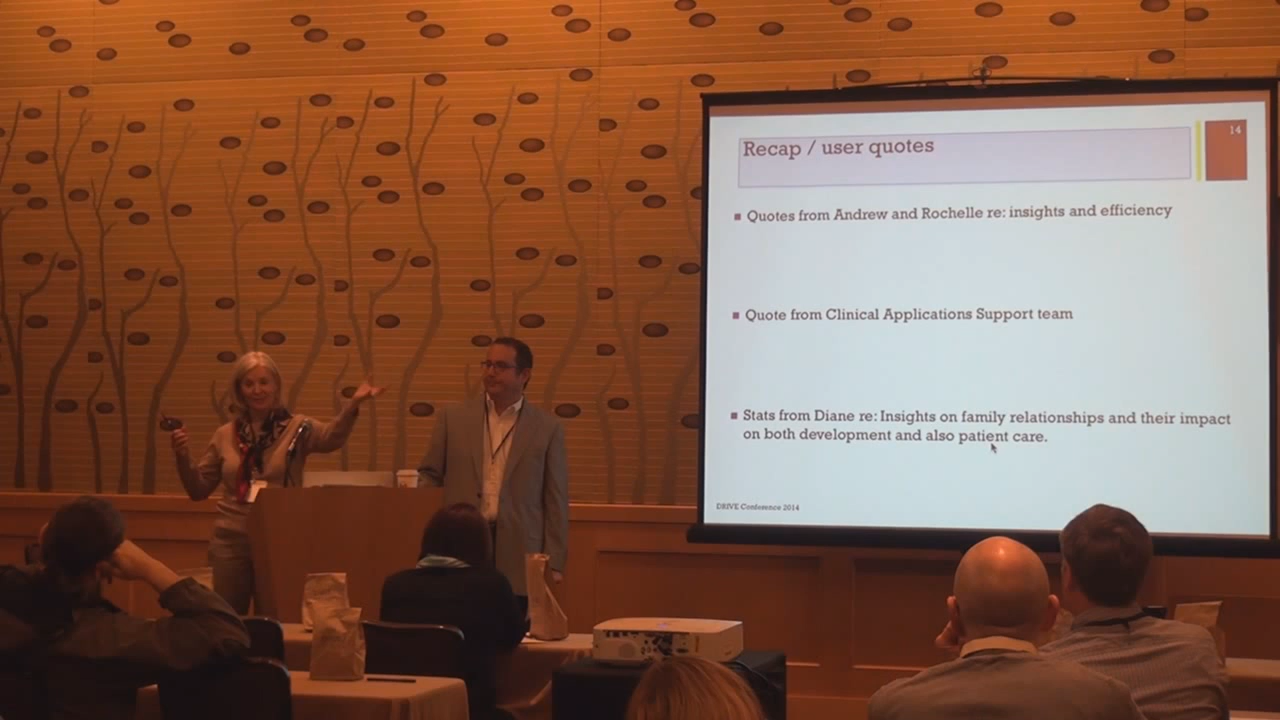 14
Recap / user quotes
Quotes from Andrew and Rochelle re: insights and efficiency
Quote from Clinical Applications Support team
Stats from Diane re: Insights on family relationships and their impact
on both development and also patient care.
DRIVE Conference 2014